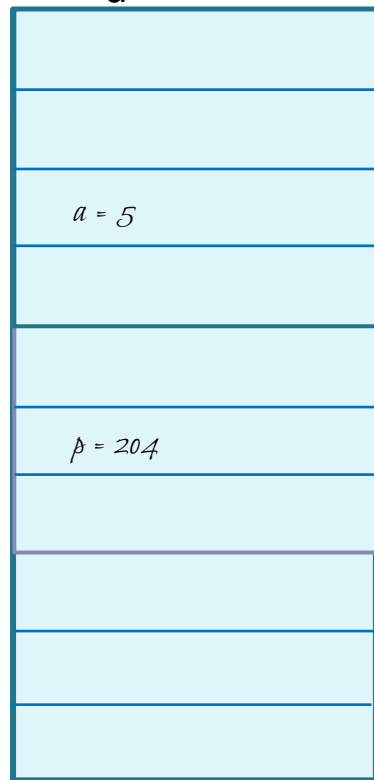 a = 5
p = 204